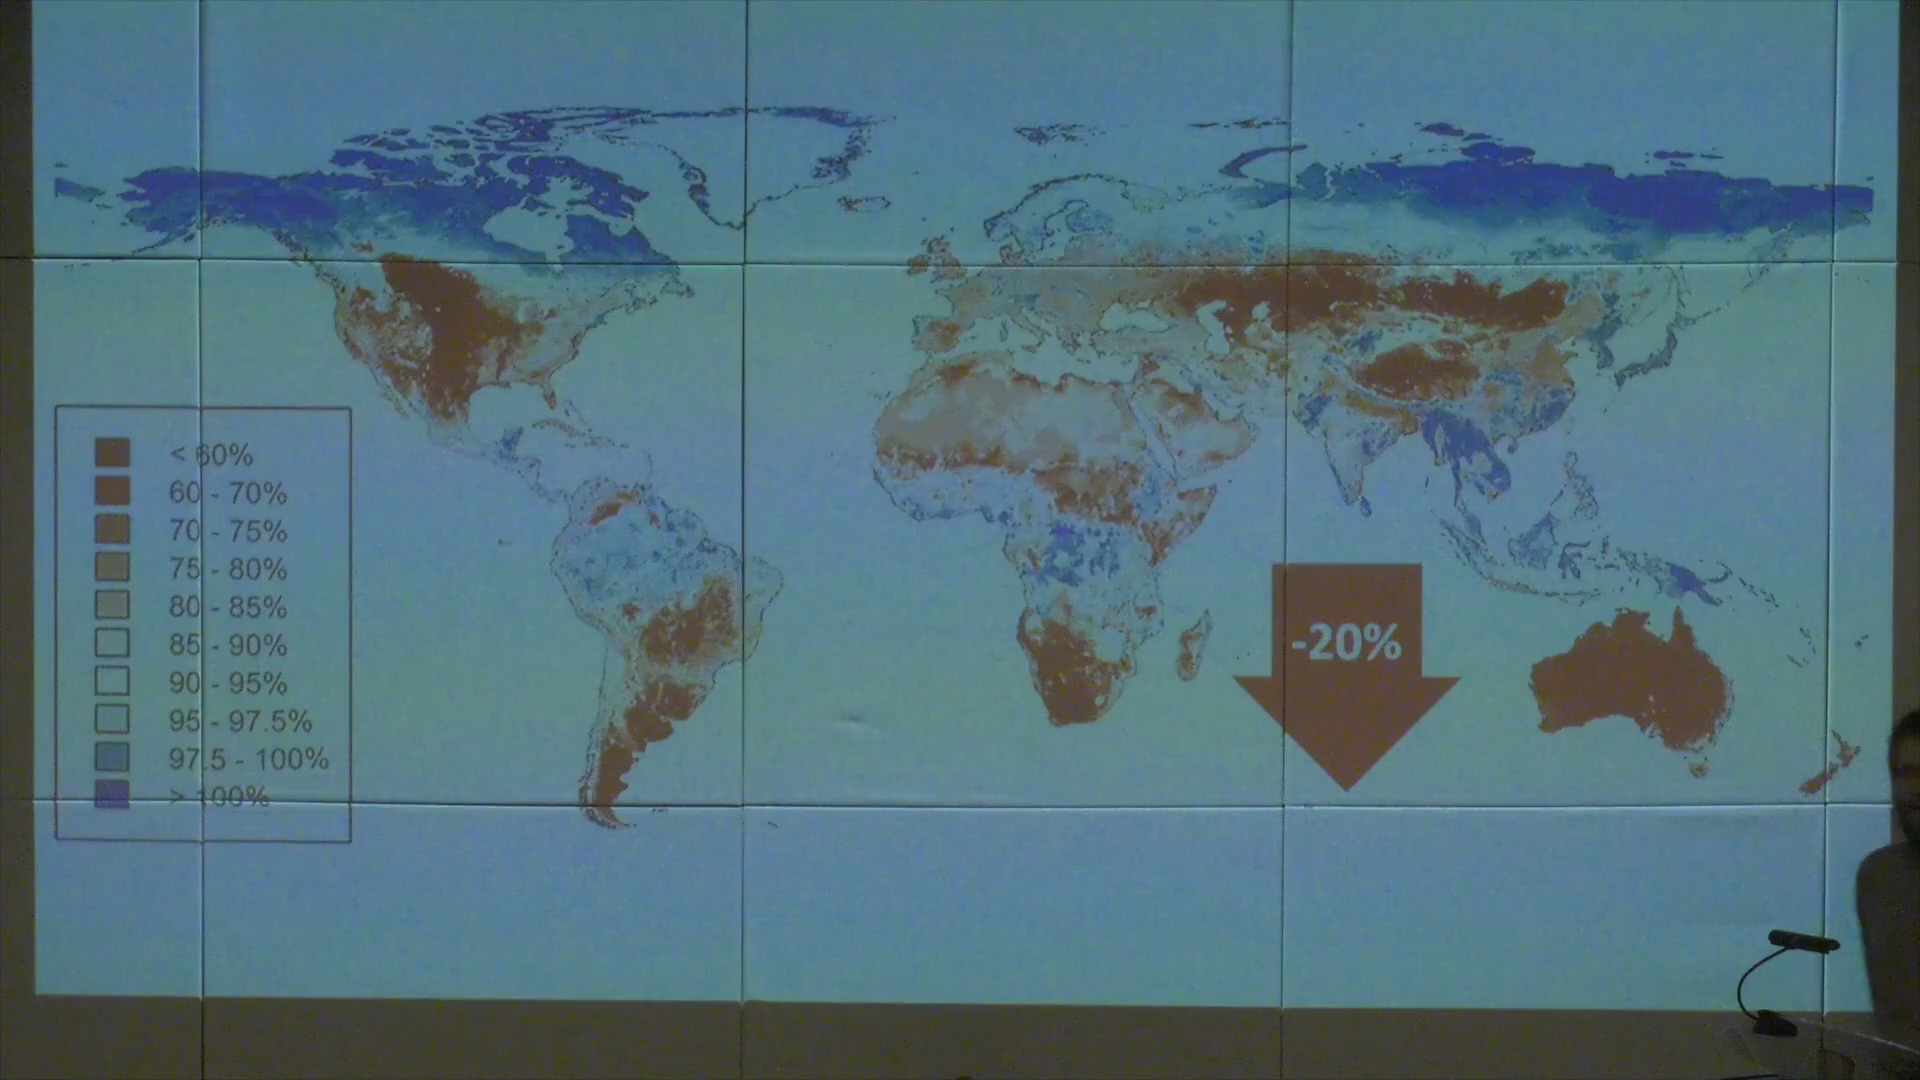 < 60%
60 - 70%
70 - 75%
75 - 80%
80 - 85%
85 - 90%
90 - 95%
95 - 97.5%
97.5 - 100%
> 100%
-20%